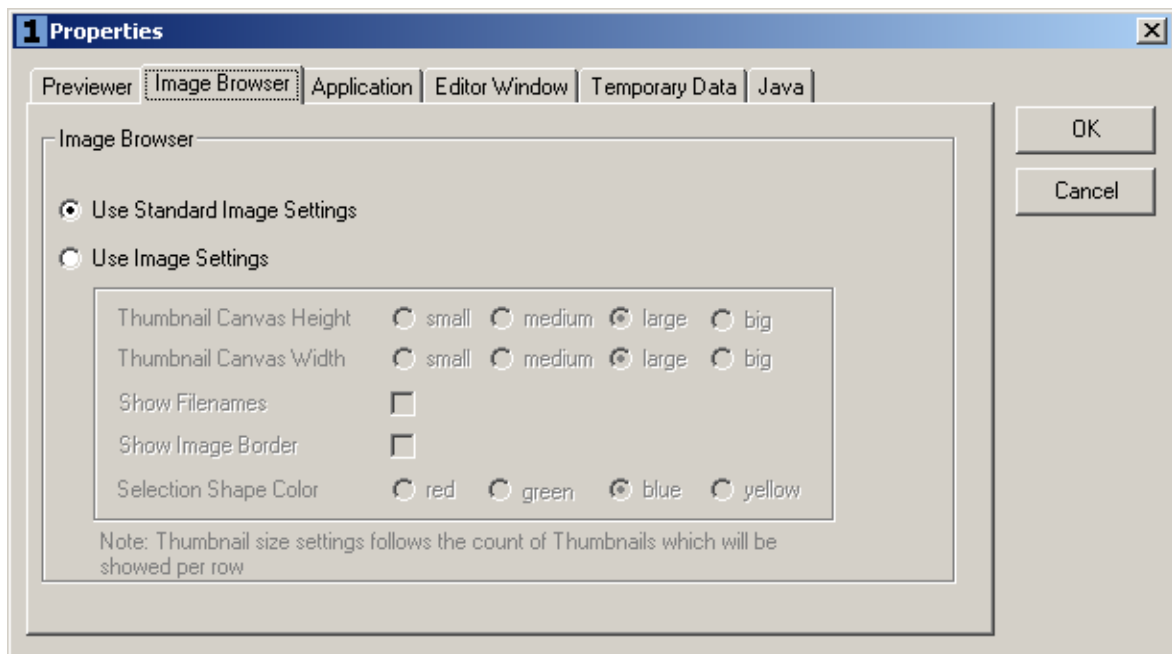 1 Properties
Previewer Image Browser Application Editor Window Temporary Data Java
Image Browser
OK
Cancel
Use Standard Image Settings
Use Image Settings
Thumbnail Canvas Height small medium large big
Thumbnail Canvas Width small medium large big
Show Filenames
Show Image Border
Selection Shape Color red green blue yellow
Note: Thumbnail size settings follows the count of Thumbnails which will be
showed per row